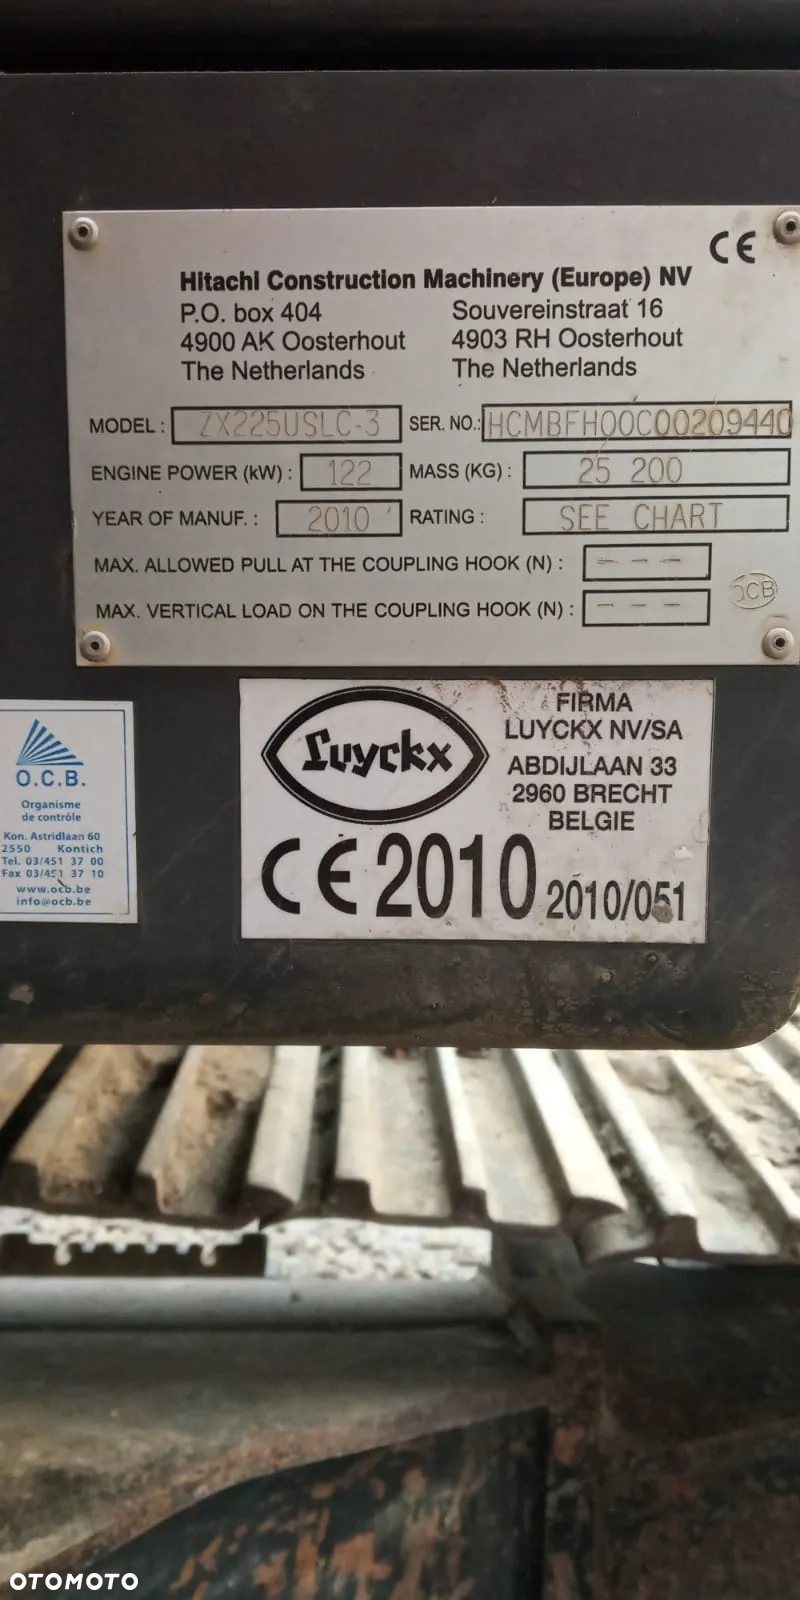 CE
Hitachi Construction Machinery (Europe) NV
P.O. box 404 Souvereinstraat 16
4900 AK Oosterhout 4903 RH Oosterhout
The Netherlands The Netherlands
MODEL : ZX225USLC-3 SER. NO.: HCMBFH00C00209440
ENGINE POWER (kW) : 122 MASS (KG) : 25 200
YEAR OF MANUF. : 2010 RATING : SEE CHART
MAX. ALLOWED PULL AT THE COUPLING HOOK (N) : - - -
MAX. VERTICAL LOAD ON THE COUPLING HOOK (N) : - - -
OCB
O.C.B.
Organisme
de contrôle
Kon. Astridlaan 60
2550 Kontich
Tel. 03/451 37 00
Fax 03/451 37 10
www.ocb.be
info@ocb.be
Luyckx
FIRMA
LUYCKX NV/SA
ABDIJLAAN 33
2960 BRECHT
BELGIE
CE 2010 2010/051
OTOMOTO